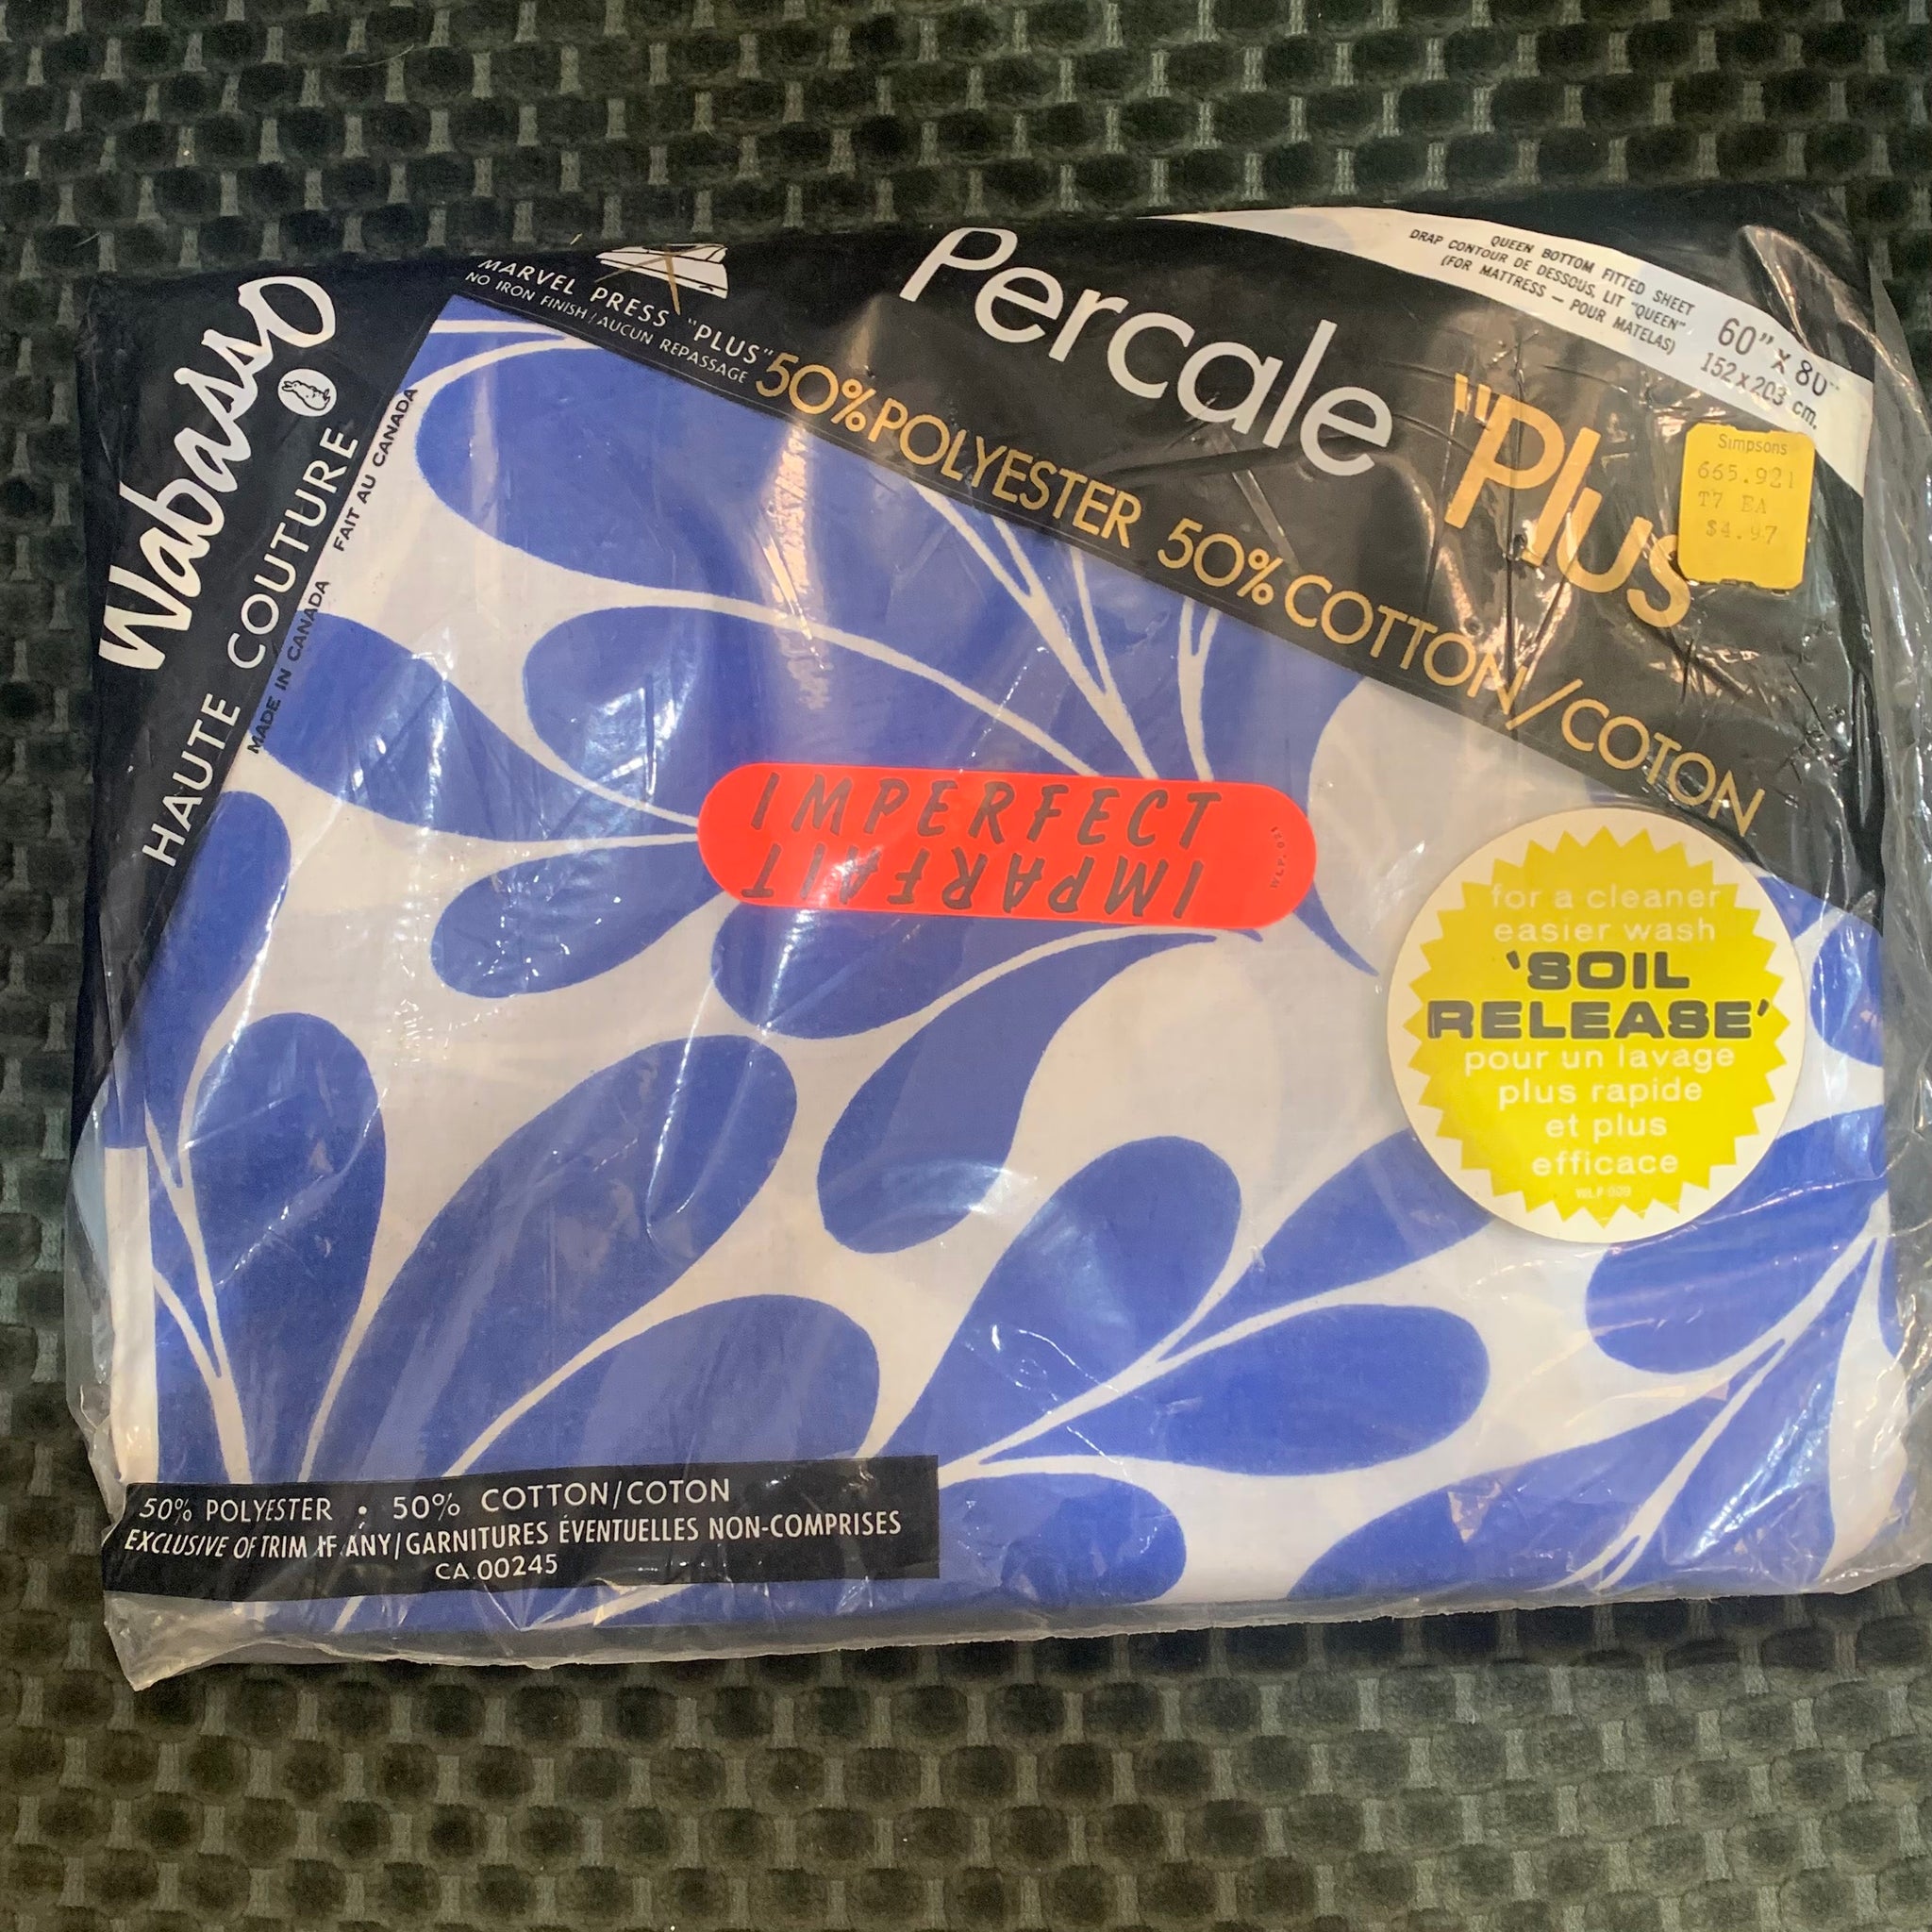 Wabasso
HAUTE COUTURE
MADE IN CANADA FAIT AU CANADA
MARVEL PRESS "PLUS"
NO IRON FINISH / AUCUN REPASSAGE
Percale "Plus
50% POLYESTER 50% COTTON/COTON
QUEEN BOTTOM FITTED SHEET
DRAP CONTOUR DE DESSOUS, LIT "QUEEN"
(FOR MATTRESS — POUR MATELAS)
60" x 80"
152 x 203 cm.
Simpsons
665.921
T7 EA
$4.97
IMPERFECT
IMPARFAIT
for a cleaner
easier wash
'SOIL
RELEASE'
pour un lavage
plus rapide
et plus
efficace
WLP 009
50% POLYESTER • 50% COTTON/COTON
EXCLUSIVE OF TRIM IF ANY/GARNITURES ÉVENTUELLES NON-COMPRISES
CA.00245